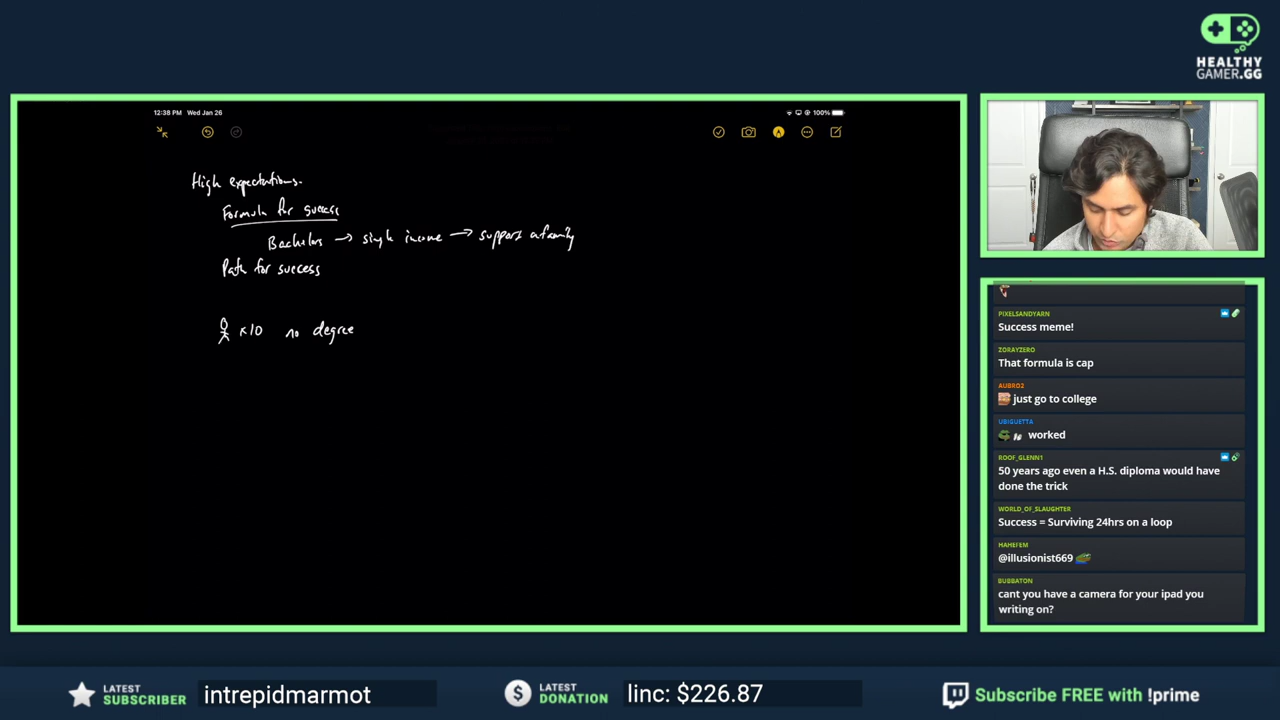 HEALTHY
GAMER.GG
12:38 PM Wed Jan 26
100%
High expectations.
Formula for success
Bachelors → single income → support a family
Path for success
x10 no degree
PIXELSANDYARN
Success meme!
ZORAYZERO
That formula is cap
AUBRO2
just go to college
UBIGUETTA
worked
ROOF_GLENN1
50 years ago even a H.S. diploma would have
done the trick
WORLD_OF_SLAUGHTER
Success = Surviving 24hrs on a loop
HAHEFEM
@illusionist669
BUBBATON
cant you have a camera for your ipad you
writing on?
LATEST
SUBSCRIBER
intrepidmarmot
LATEST
DONATION
linc: $226.87
Subscribe FREE with !prime